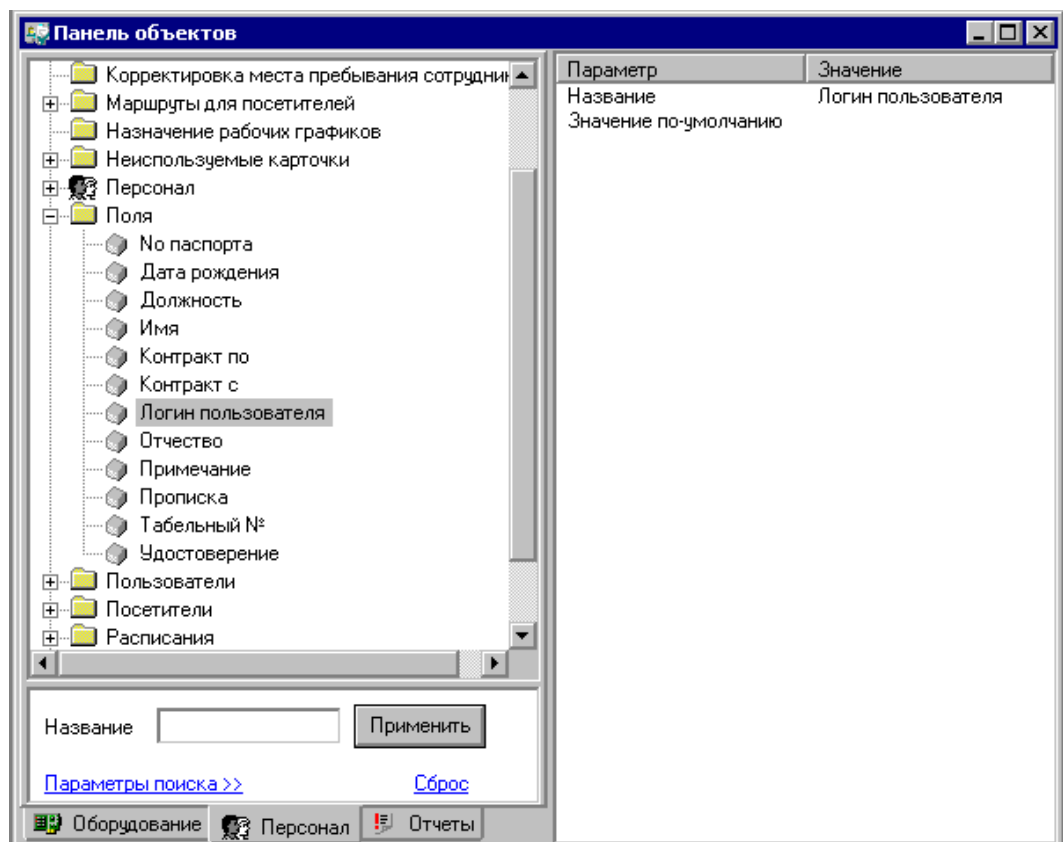 Панель объектов
Корректировка места пребывания сотрудник
Маршруты для посетителей
Назначение рабочих графиков
Неиспользуемые карточки
Персонал
Поля
No паспорта
Дата рождения
Должность
Имя
Контракт по
Контракт с
Логин пользователя
Отчество
Примечание
Прописка
Табельный №
Удостоверение
Пользователи
Посетители
Расписания
Название
Применить
Параметры поиска >>
Сброс
Оборудование
Персонал
Отчеты
Параметр Значение
Название Логин пользователя
Значение по-умолчанию